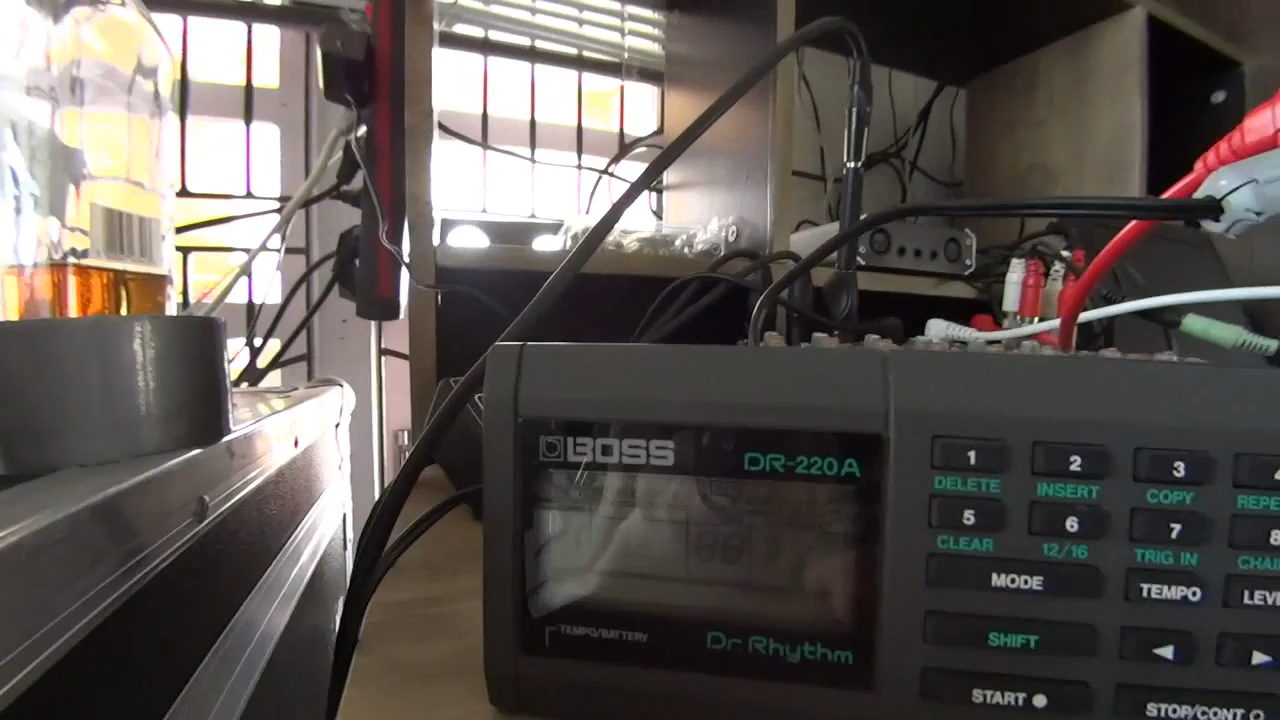 BOSS
DR-220A
1 2 3
DELETE INSERT COPY
5 6 7 8
CLEAR 12/16 TRIG IN
MODE TEMPO
TEMPO/BATTERY
Dr Rhythm
SHIFT
START
STOP/CONT